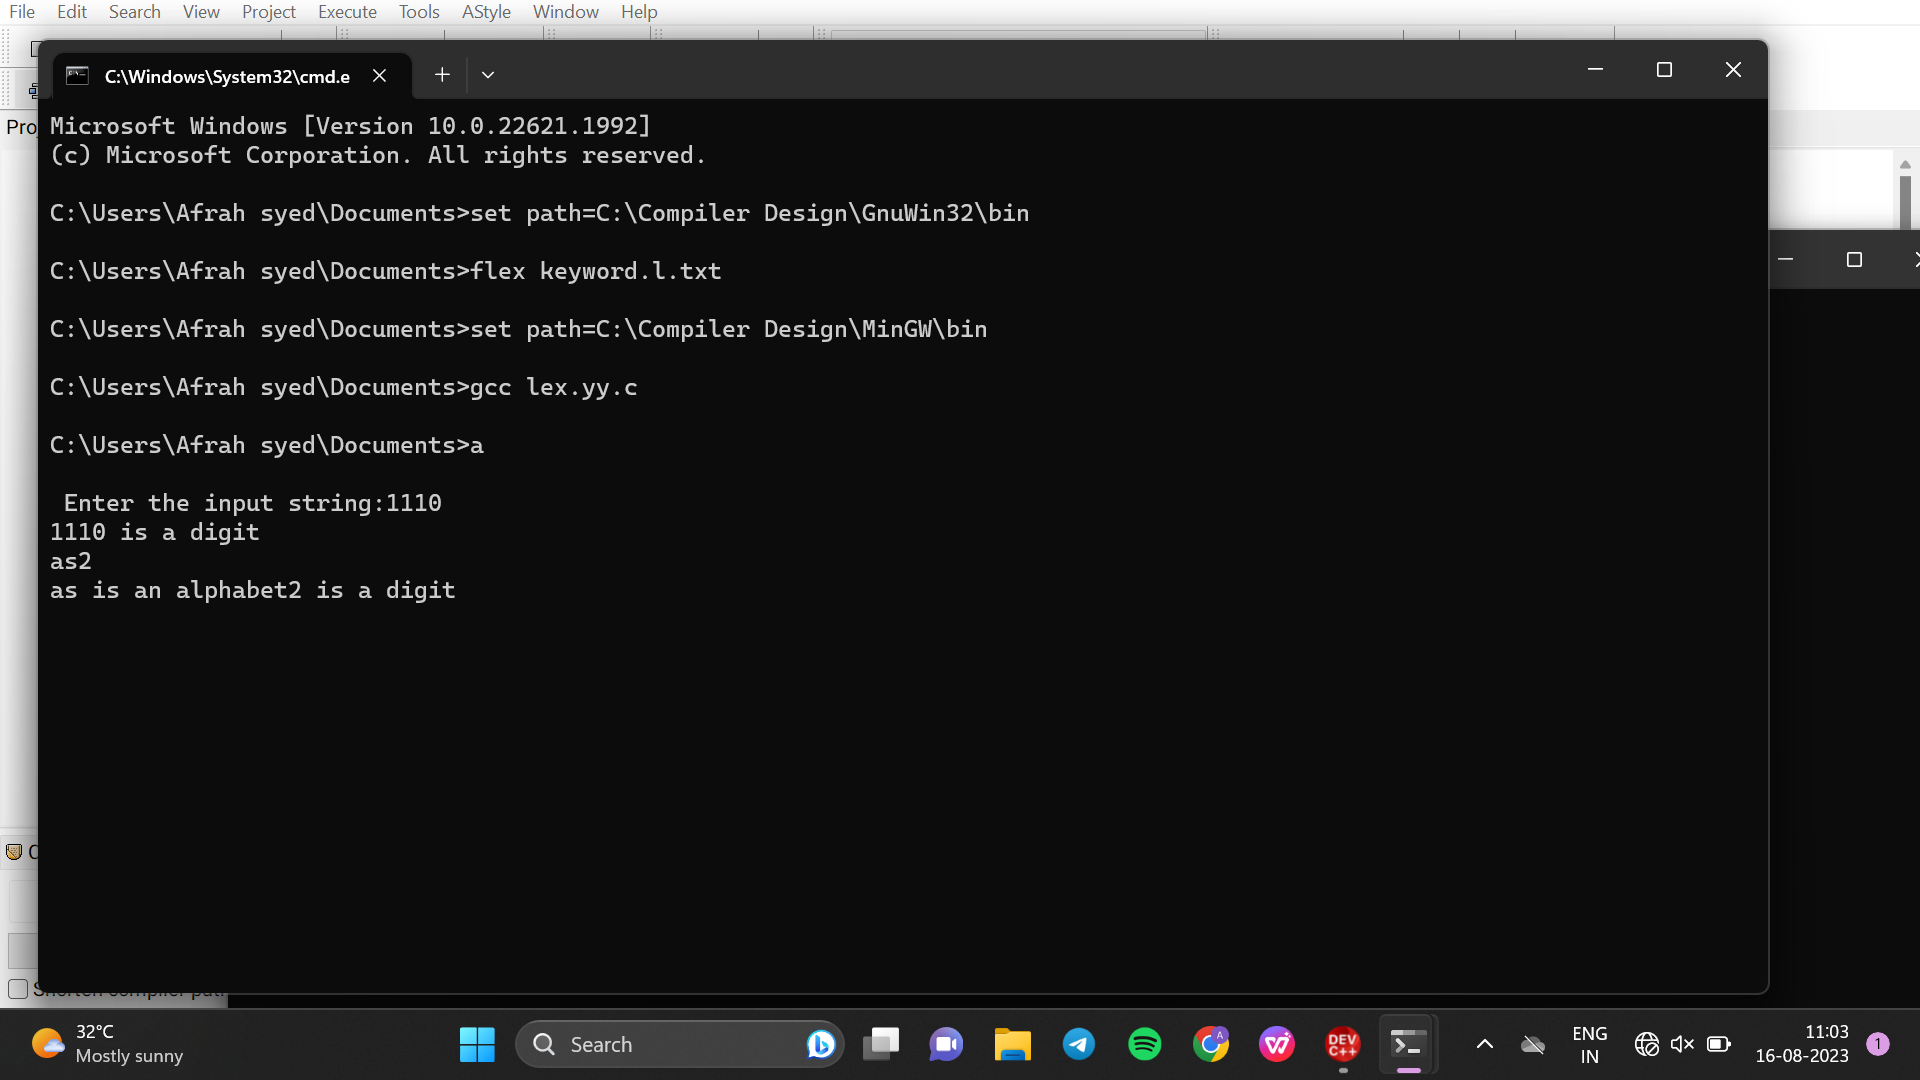 File Edit Search View Project Execute Tools AStyle Window Help
C:\Windows\System32\cmd.e
Microsoft Windows [Version 10.0.22621.1992]
(c) Microsoft Corporation. All rights reserved.
C:\Users\Afrah syed\Documents>set path=C:\Compiler Design\GnuWin32\bin
C:\Users\Afrah syed\Documents>flex keyword.l.txt
C:\Users\Afrah syed\Documents>set path=C:\Compiler Design\MinGW\bin
C:\Users\Afrah syed\Documents>gcc lex.yy.c
C:\Users\Afrah syed\Documents>a
Enter the input string:1110
1110 is a digit
as2
as is an alphabet2 is a digit
32°C
Mostly sunny
Search
DEV
C++
ENG
IN
11:03
16-08-2023
1